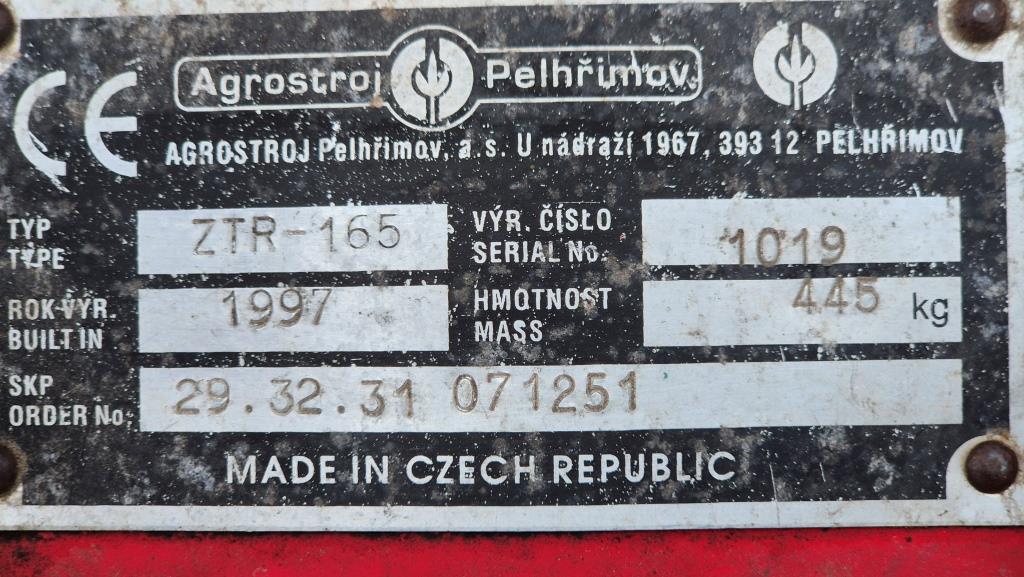 CE Agrostroj Pelhřimov
AGROSTROJ Pelhřimov, a.s. U nádraží 1967, 393 12 PELHŘIMOV
TYP
TYPE
ZTR-165
VÝR. ČÍSLO
SERIAL No.
1019
ROK VÝR.
BUILT IN
1997
HMOTNOST
MASS
445 kg
SKP
ORDER No.
29.32.31 071251
MADE IN CZECH REPUBLIC